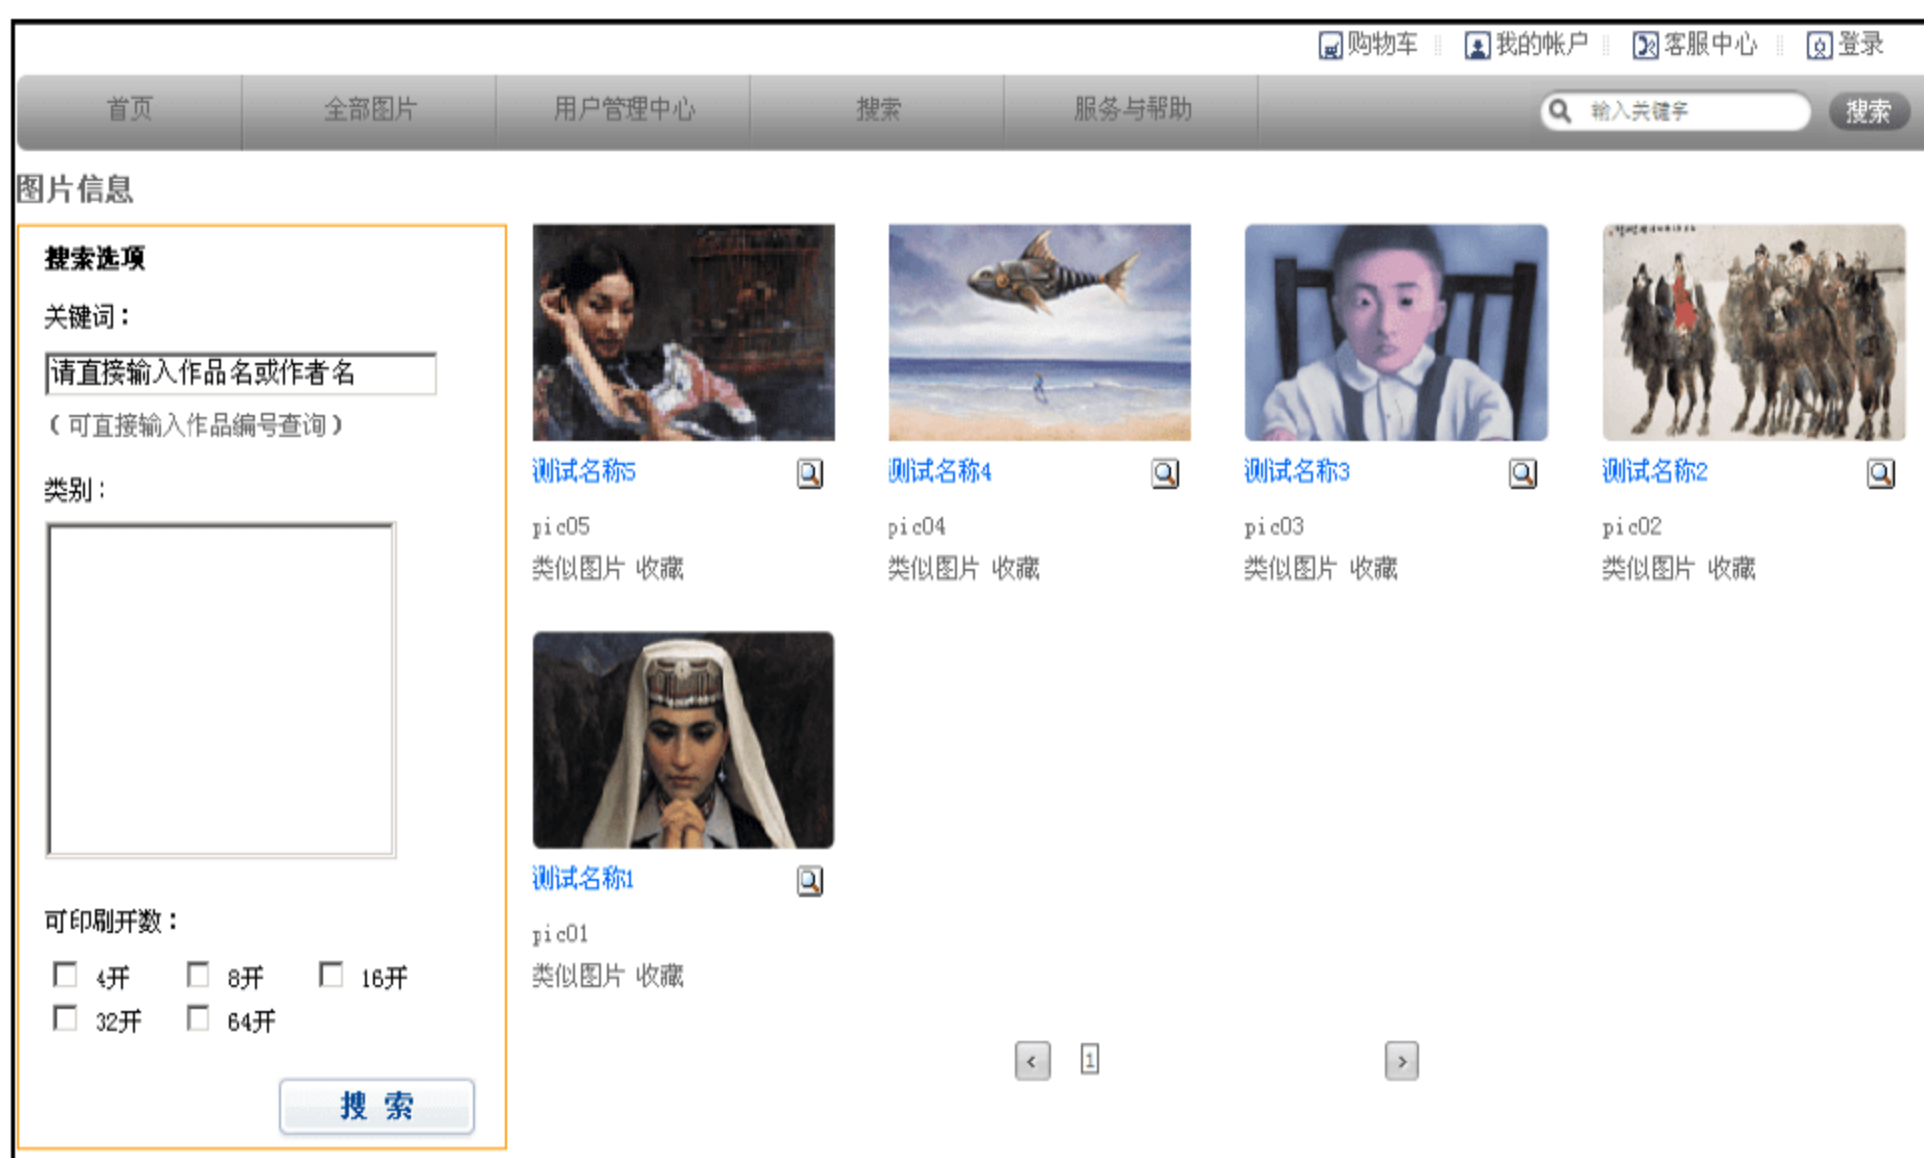 购物车 我的帐户 客服中心 登录
首页 全部图片 用户管理中心 搜索 服务与帮助 输入关键字 搜索
图片信息
搜索选项
关键词：
请直接输入作品名或作者名
（可直接输入作品编号查询）
类别：
可印刷开数：
4开 8开 16开
32开 64开
搜 索
测试名称5 测试名称4 测试名称3 测试名称2
pic05 pic04 pic03 pic02
类似图片 收藏 类似图片 收藏 类似图片 收藏 类似图片 收藏
测试名称1
pic01
类似图片 收藏
< 1 >